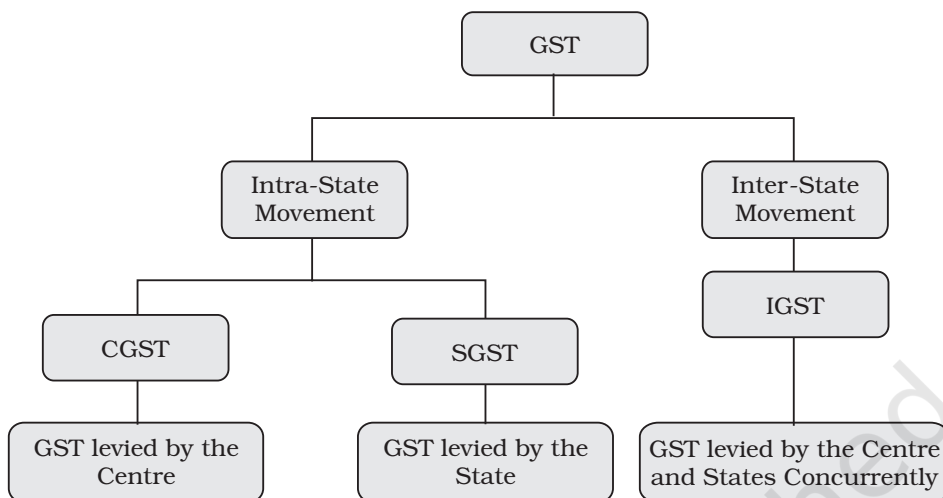 GST
Intra-State
Movement
Inter-State
Movement
CGST
SGST
IGST
GST levied by the
Centre
GST levied by the
State
GST levied by the Centre
and States Concurrently